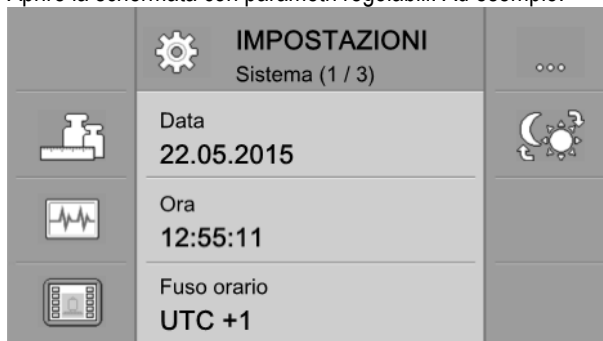 Aprire la schermata con parametri regolabili. Ad esempio:
IMPOSTAZIONI
Sistema (1 / 3)
Data
22.05.2015
Ora
12:55:11
Fuso orario
UTC +1